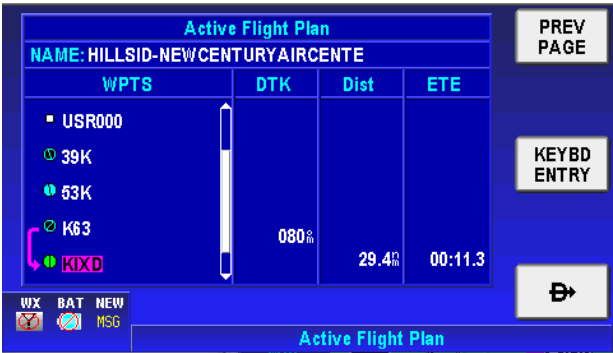 Active Flight Plan
NAME: HILLSID-NEWCENTURYAIRCENTE
WPTS DTK Dist ETE
USR000
39K
53K
K63
080°m
KIXD
29.4nm 00:11.3
PREV
PAGE
KEYBD
ENTRY
D
WX BAT NEW
MSG
Active Flight Plan